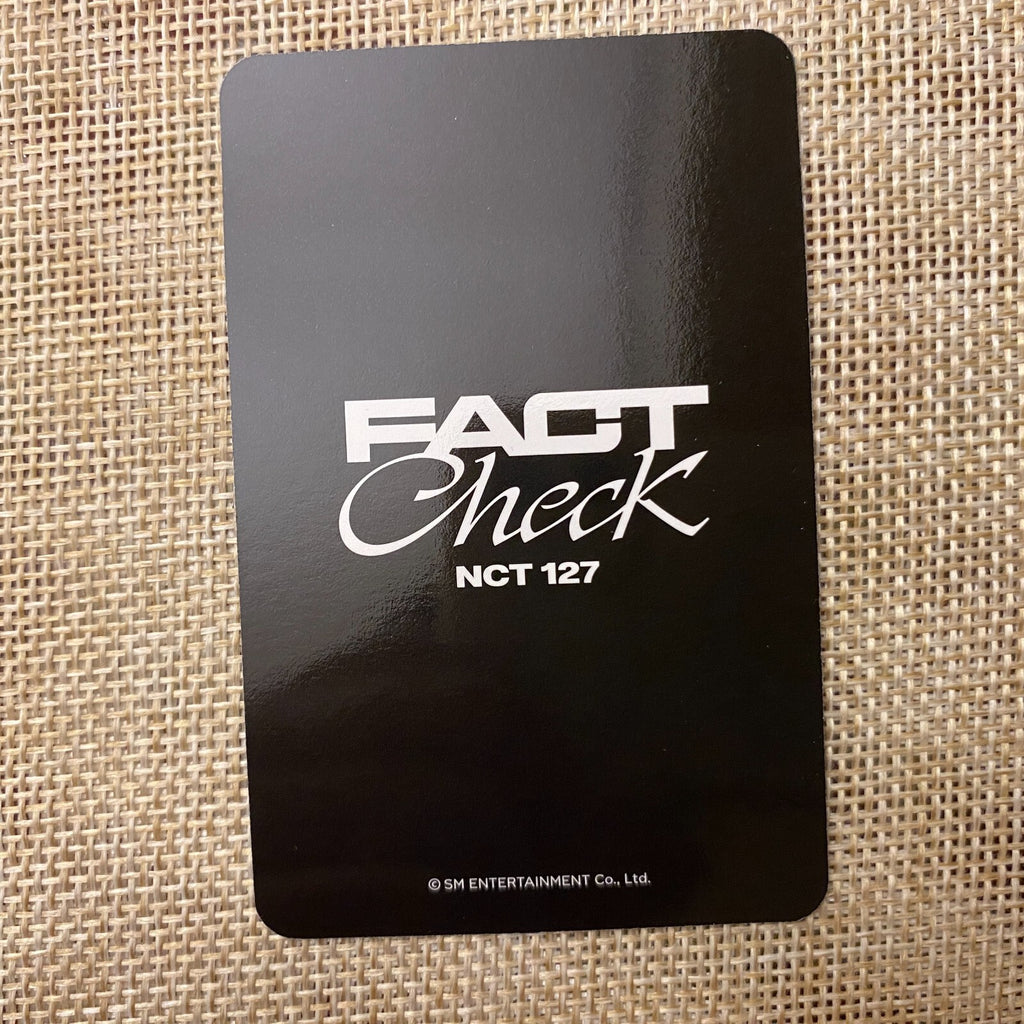 FACT
Check
NCT 127
© SM ENTERTAINMENT Co., Ltd.